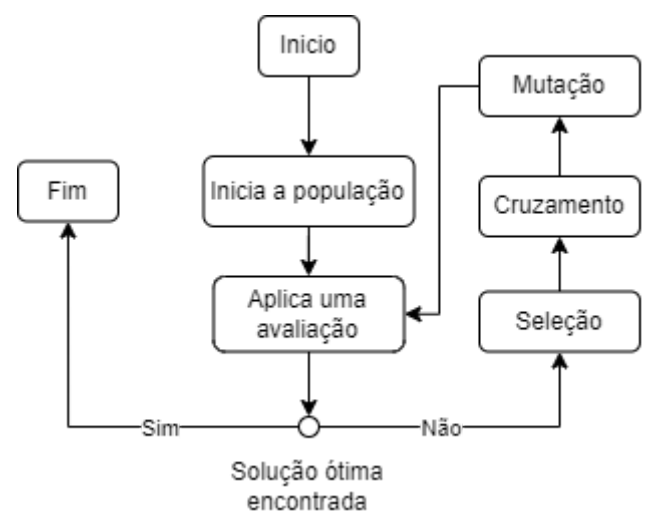 Inicio
Mutação
Inicia a população
Fim
Cruzamento
Aplica uma
avaliação
Seleção
Sim
Não
Solução ótima
encontrada